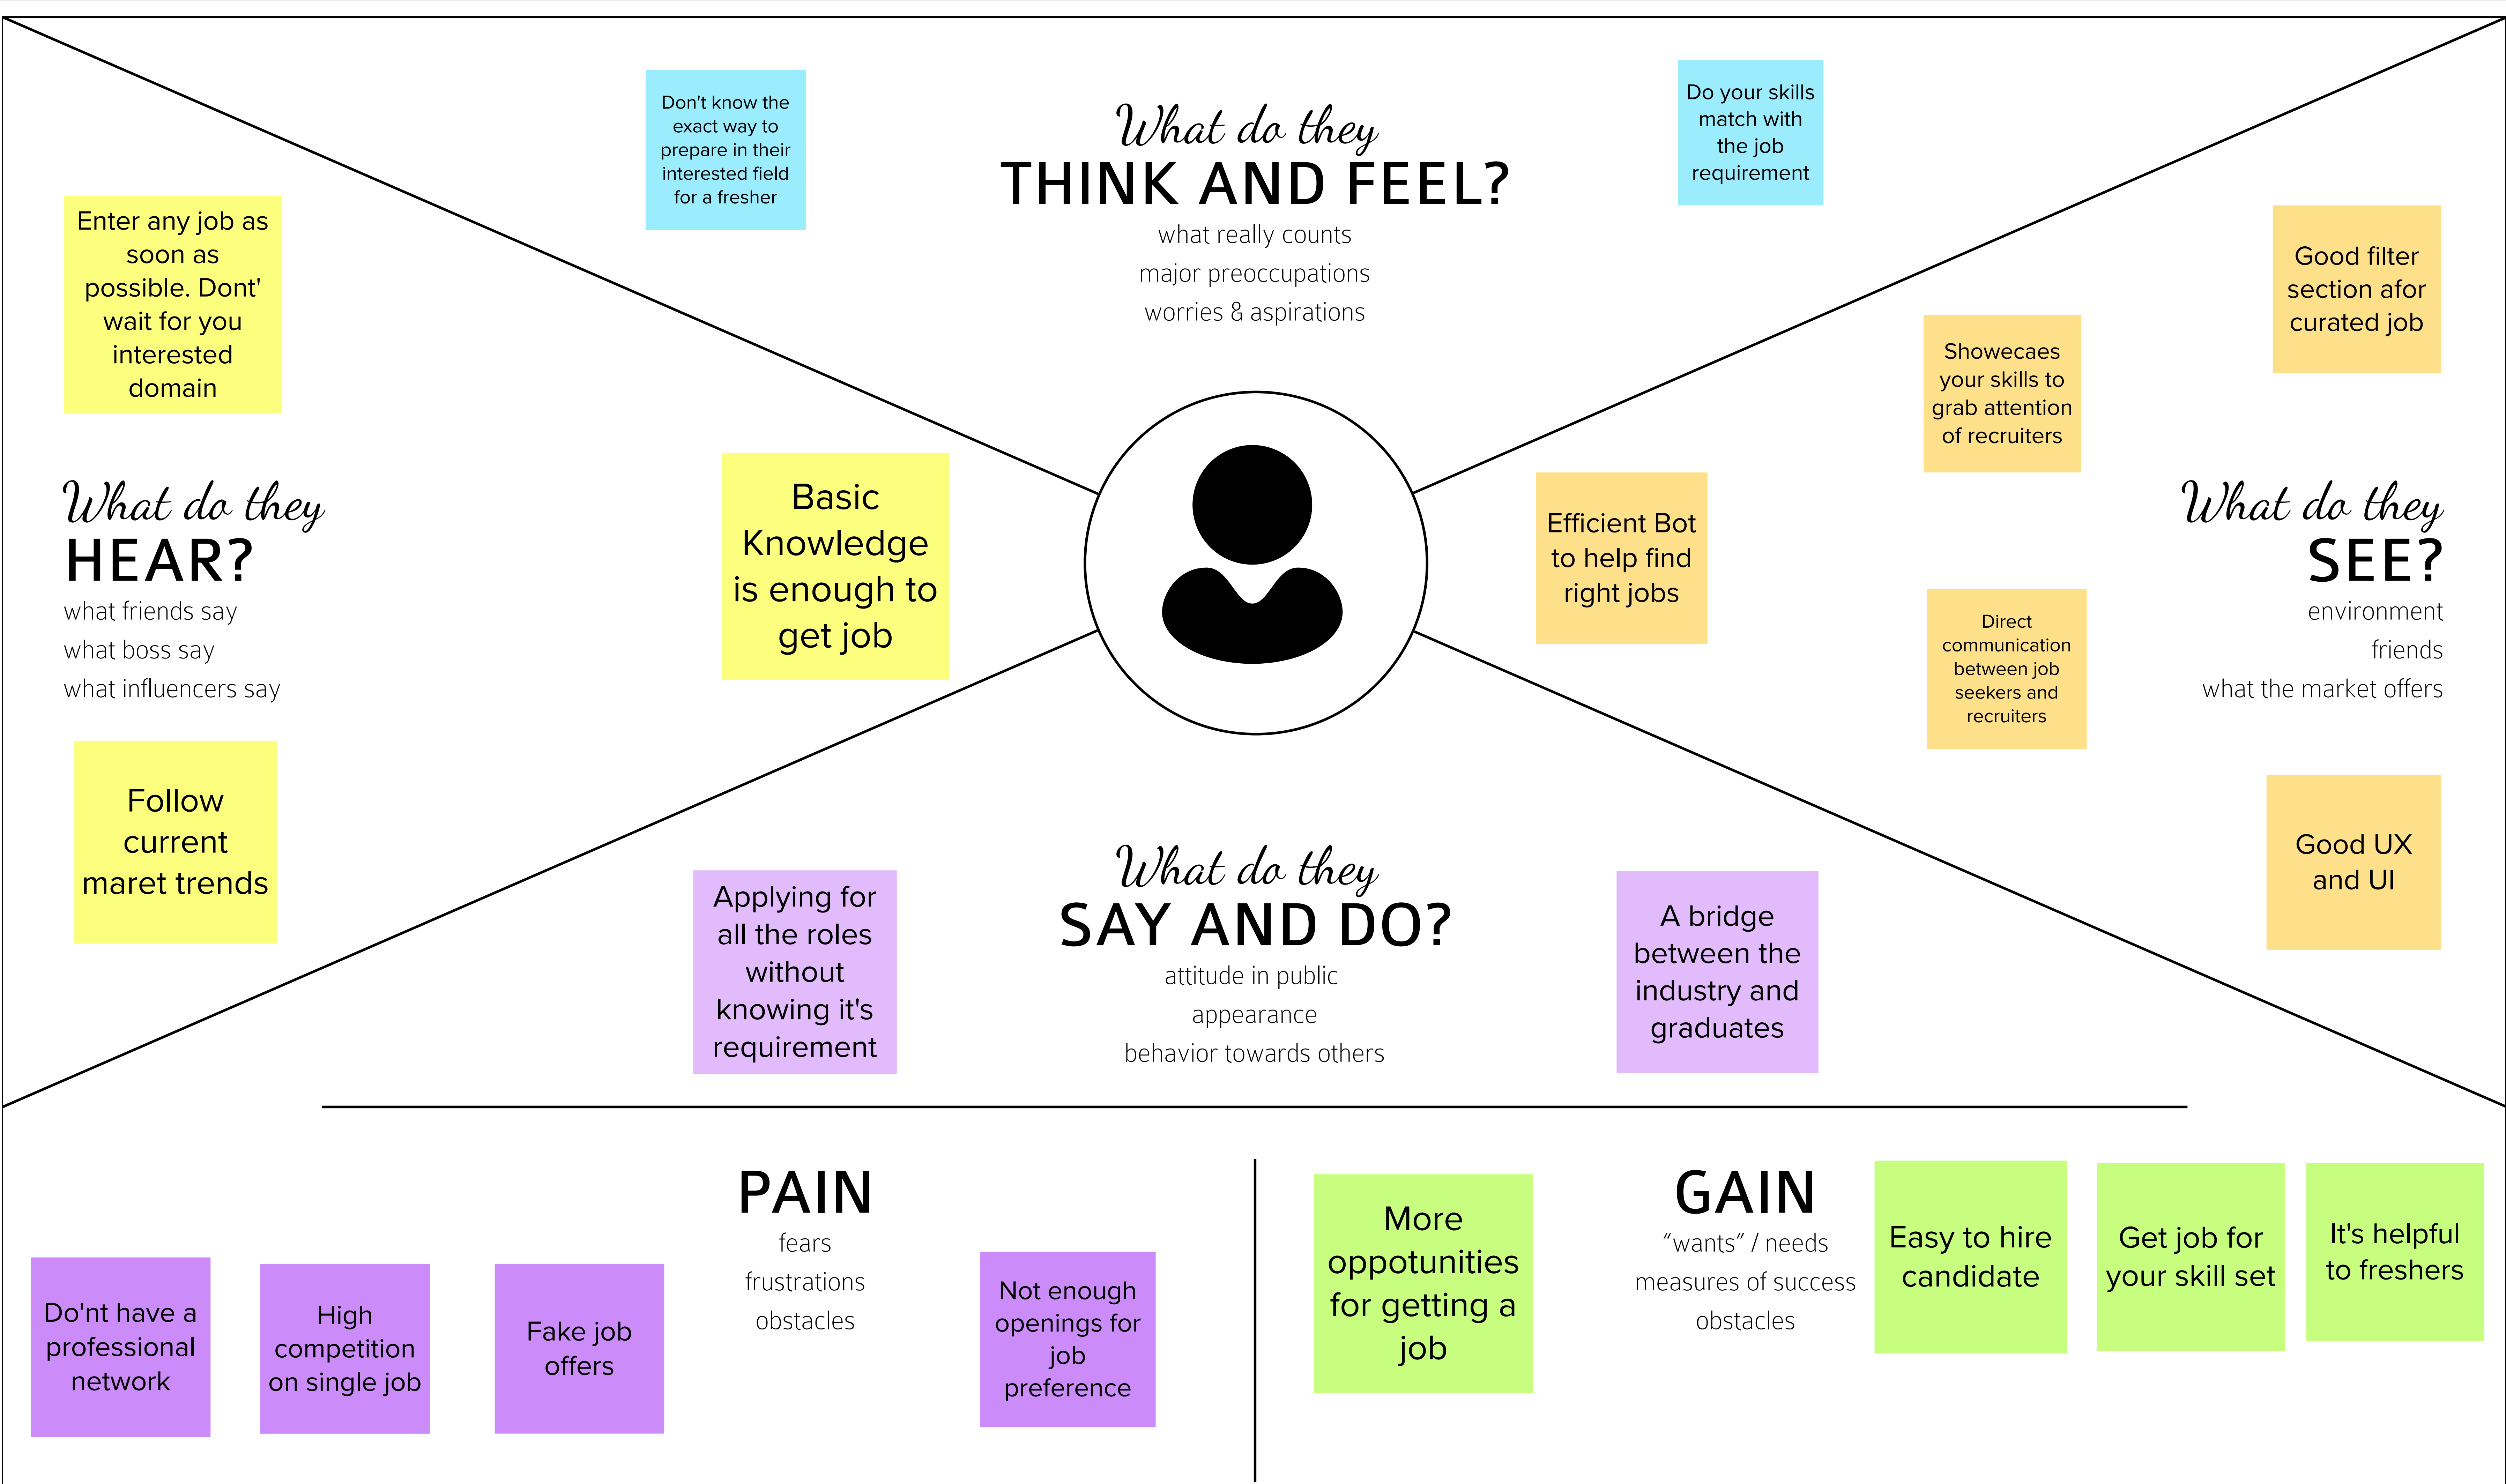 Don't know the
exact way to
prepare in their
interested field
for a fresher
What do they
THINK AND FEEL?
what really counts
major preoccupations
worries & aspirations
Do your skills
match with
the job
requirement
Enter any job as
soon as
possible. Dont'
wait for you
interested
domain
What do they
HEAR?
what friends say
what boss say
what influencers say
Basic
Knowledge
is enough to
get job
Follow
current
maret trends
Good filter
section afor
curated job
Showecaes
your skills to
grab attention
of recruiters
Efficient Bot
to help find
right jobs
What do they
SEE?
environment
friends
what the market offers
Direct
communication
between job
seekers and
recruiters
Good UX
and UI
Applying for
all the roles
without
knowing it's
requirement
What do they
SAY AND DO?
attitude in public
appearance
behavior towards others
A bridge
between the
industry and
graduates
PAIN
fears
frustrations
obstacles
Do'nt have a
professional
network
High
competition
on single job
Fake job
offers
Not enough
openings for
job
preference
More
oppotunities
for getting a
job
GAIN
“wants” / needs
measures of success
obstacles
Easy to hire
candidate
Get job for
your skill set
It's helpful
to freshers